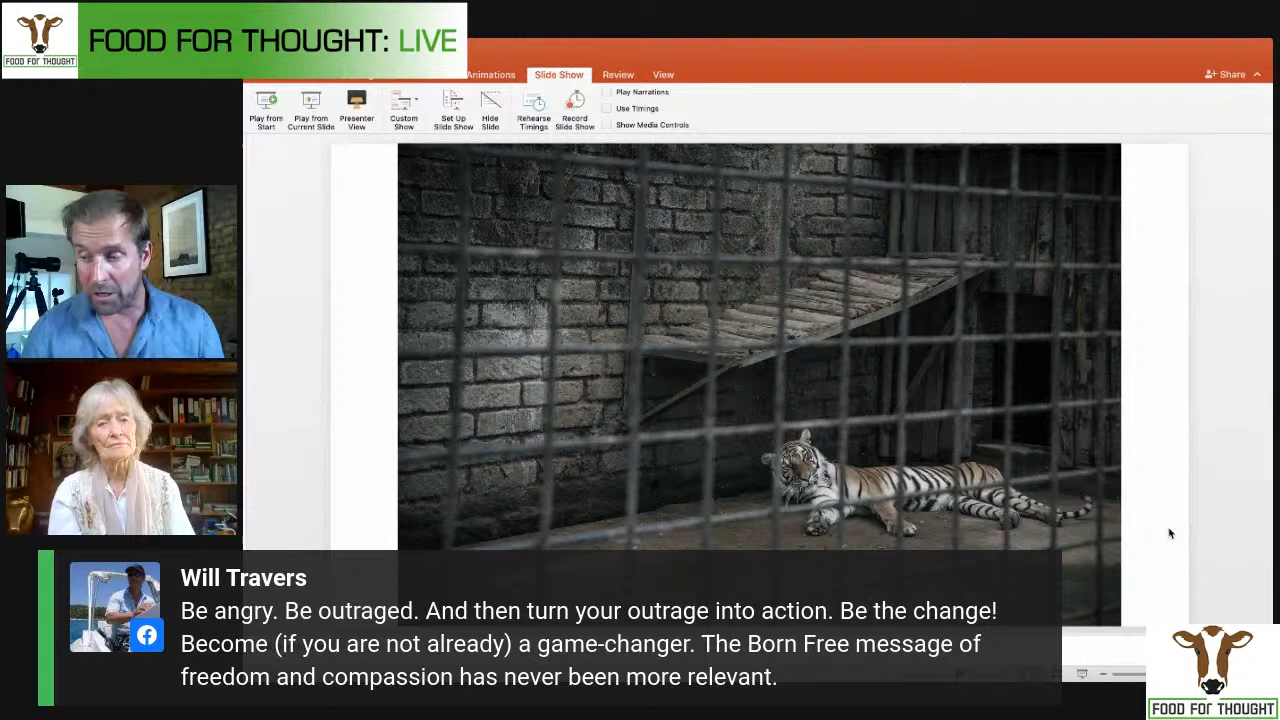 FOOD FOR THOUGHT
FOOD FOR THOUGHT: LIVE
Animations
Slide Show
Review
View
Share
Play from
Start
Play from
Current Slide
Presenter
View
Custom
Show
Set Up
Slide Show
Hide
Slide
Rehearse
Timings
Record
Slide Show
Play Narrations
Use Timings
Show Media Controls
Will Travers
Be angry. Be outraged. And then turn your outrage into action. Be the change!
Become (if you are not already) a game-changer. The Born Free message of
freedom and compassion has never been more relevant.
FOOD FOR THOUGHT